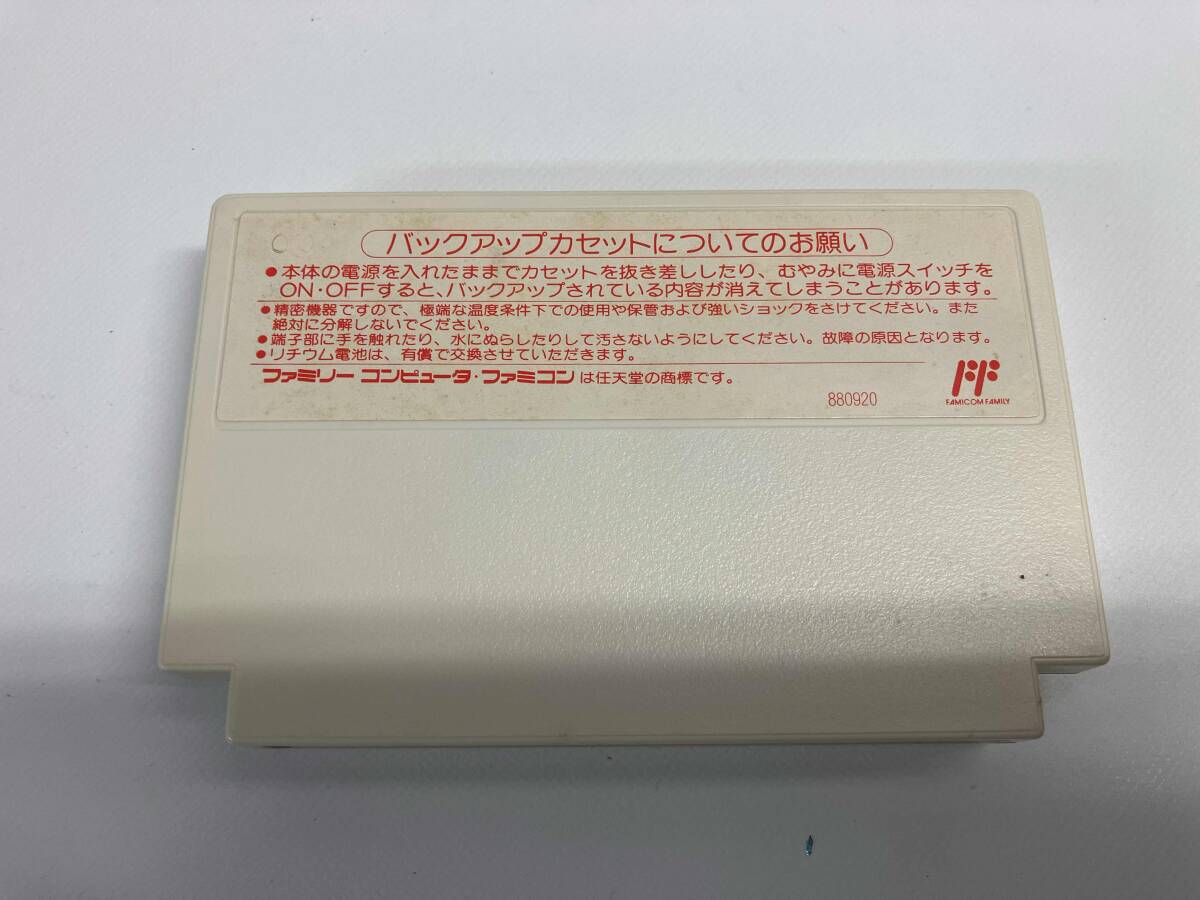 バックアップカセットについてのお願い
●本体の電源を入れたままでカセットを抜き差ししたり、むやみに電源スイッチを
ON・OFFすると、バックアップされている内容が消えてしまうことがあります。
●精密機器ですので、極端な温度条件下での使用や保管および強いショックをさけてください。また
絶対に分解しないでください。
●端子部に手を触れたり、水にぬらしたりして汚さないようにしてください。故障の原因となります。
●リチウム電池は、有償で交換させていただきます。
ファミリー コンピュータ・ファミコンは任天堂の商標です。
880920
FF
FAMICOM FAMILY